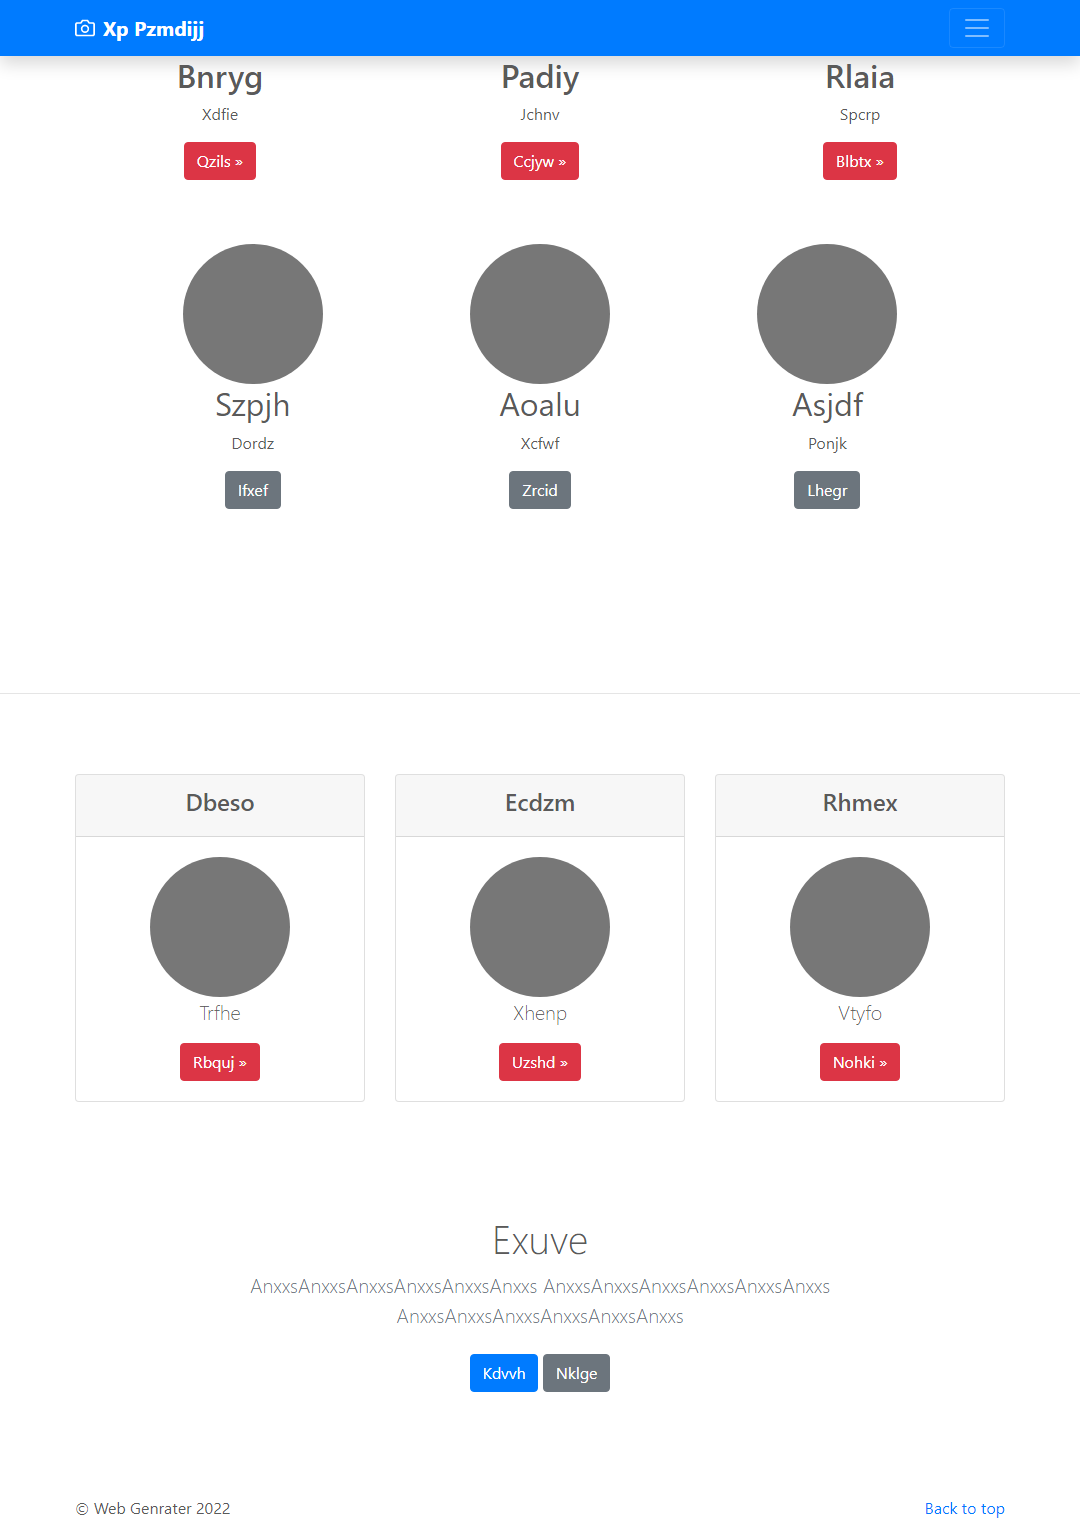 Xp Pzmdijj
Bnryg Padiy Rlaia
Xdfie Jchnv Spcrp
Qzils » Ccjyw » Blbtx »
Szpjh Aoalu Asjdf
Dordz Xcfwf Ponjk
Ifxef Zrcid Lhegr
Dbeso Ecdzm Rhmex
Trfhe Xhenp Vtyfo
Rbquj » Uzshd » Nohki »
Exuve
AnxxsAnxxsAnxxsAnxxsAnxxsAnxxs AnxxsAnxxsAnxxsAnxxsAnxxsAnxxs
AnxxsAnxxsAnxxsAnxxsAnxxsAnxxs
Kdvvh Nklge
© Web Genrater 2022 Back to top